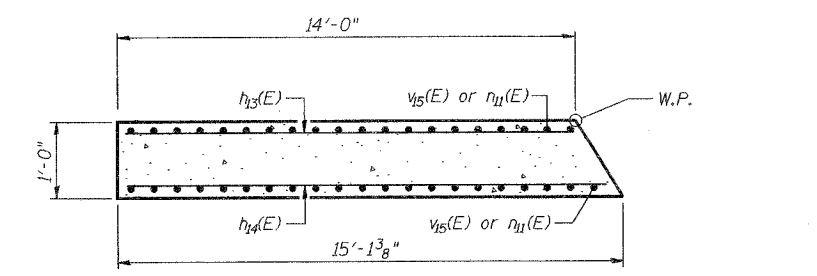 14'-0"
h13(E)
v15(E) or n11(E)
W.P.
1'-0"
h14(E)
v15(E) or n11(E)
15'-1 3/8"